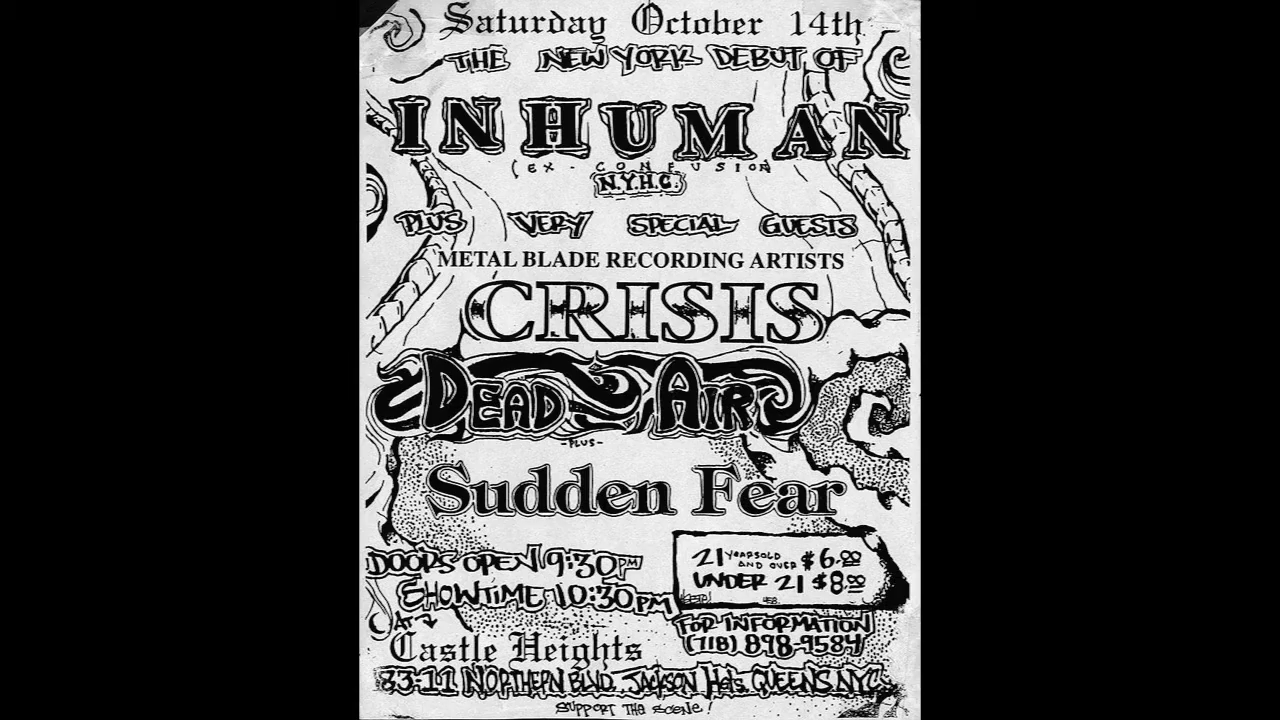 Saturday October 14th
THE NEW YORK DEBUT OF
INHUMAN
(EX-CONFUSION)
N.Y.H.C.
PLUS VERY SPECIAL GUESTS
METAL BLADE RECORDING ARTISTS
CRISIS
DEAD AIR
-PLUS-
Sudden Fear
DOORS OPEN 9:30PM
SHOWTIME 10:30PM
21 YEARS OLD AND OVER $6.00
UNDER 21 $8.00
AT
Castle Heights
FOR INFORMATION
(718) 898-9584
83-11 NORTHERN BLVD. JACKSON Hgts. QUEENS NYC
SUPPORT THA SCENE!